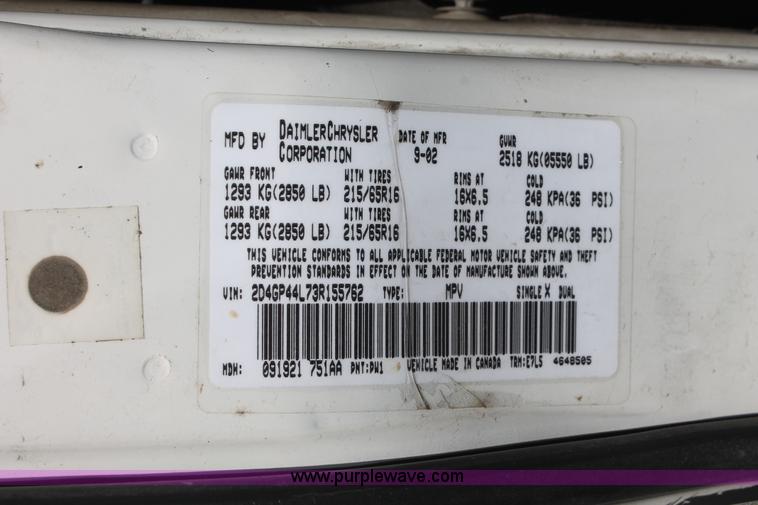 MFD BY DAIMLERCHRYSLER CORPORATION DATE OF MFR 9-02 GVWR 2518 KG(05550 LB)
GAWR FRONT WITH TIRES RIMS AT COLD
1293 KG(2850 LB) 215/65R16 16X6.5 248 KPA(36 PSI)
GAWR REAR WITH TIRES RIMS AT COLD
1293 KG(2850 LB) 215/65R16 16X6.5 248 KPA(36 PSI)
THIS VEHICLE CONFORMS TO ALL APPLICABLE FEDERAL MOTOR VEHICLE SAFETY AND THEFT
PREVENTION STANDARDS IN EFFECT ON THE DATE OF MANUFACTURE SHOWN ABOVE.
VIN: 2D4GP44L73R155762 TYPE: MPV SINGLE X DUAL
MDH: 091921 751AA PNT:PW1 VEHICLE MADE IN CANADA TRM:E7L5 4648505
www.purplewave.com